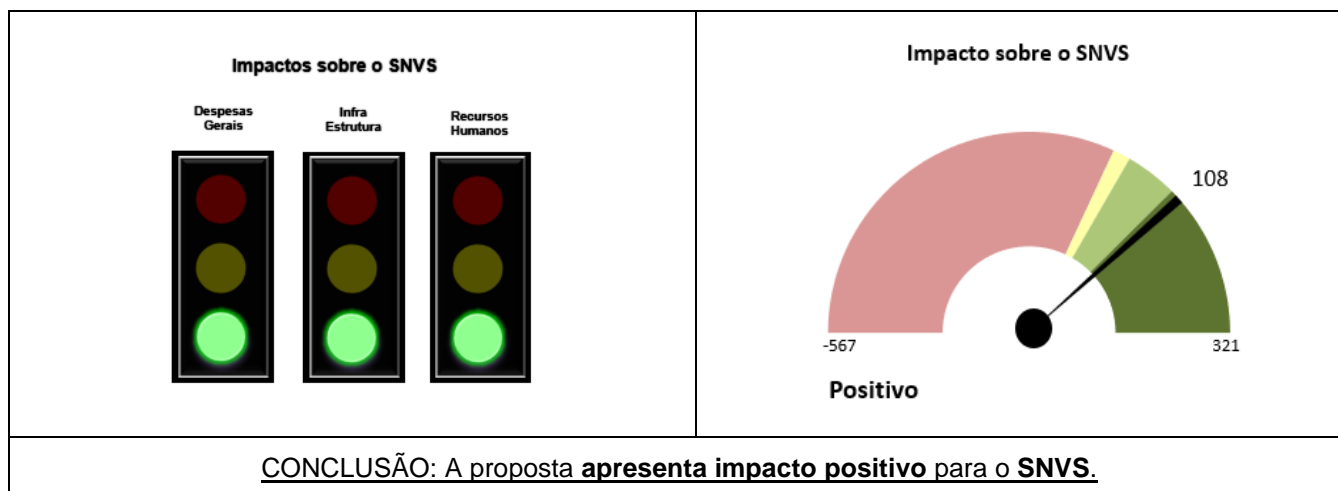 Impactos sobre o SNVS
Despesas
Gerais
Infra
Estrutura
Recursos
Humanos
Impacto sobre o SNVS
108
-567
321
Positivo
CONCLUSÃO: A proposta apresenta impacto positivo para o SNVS.